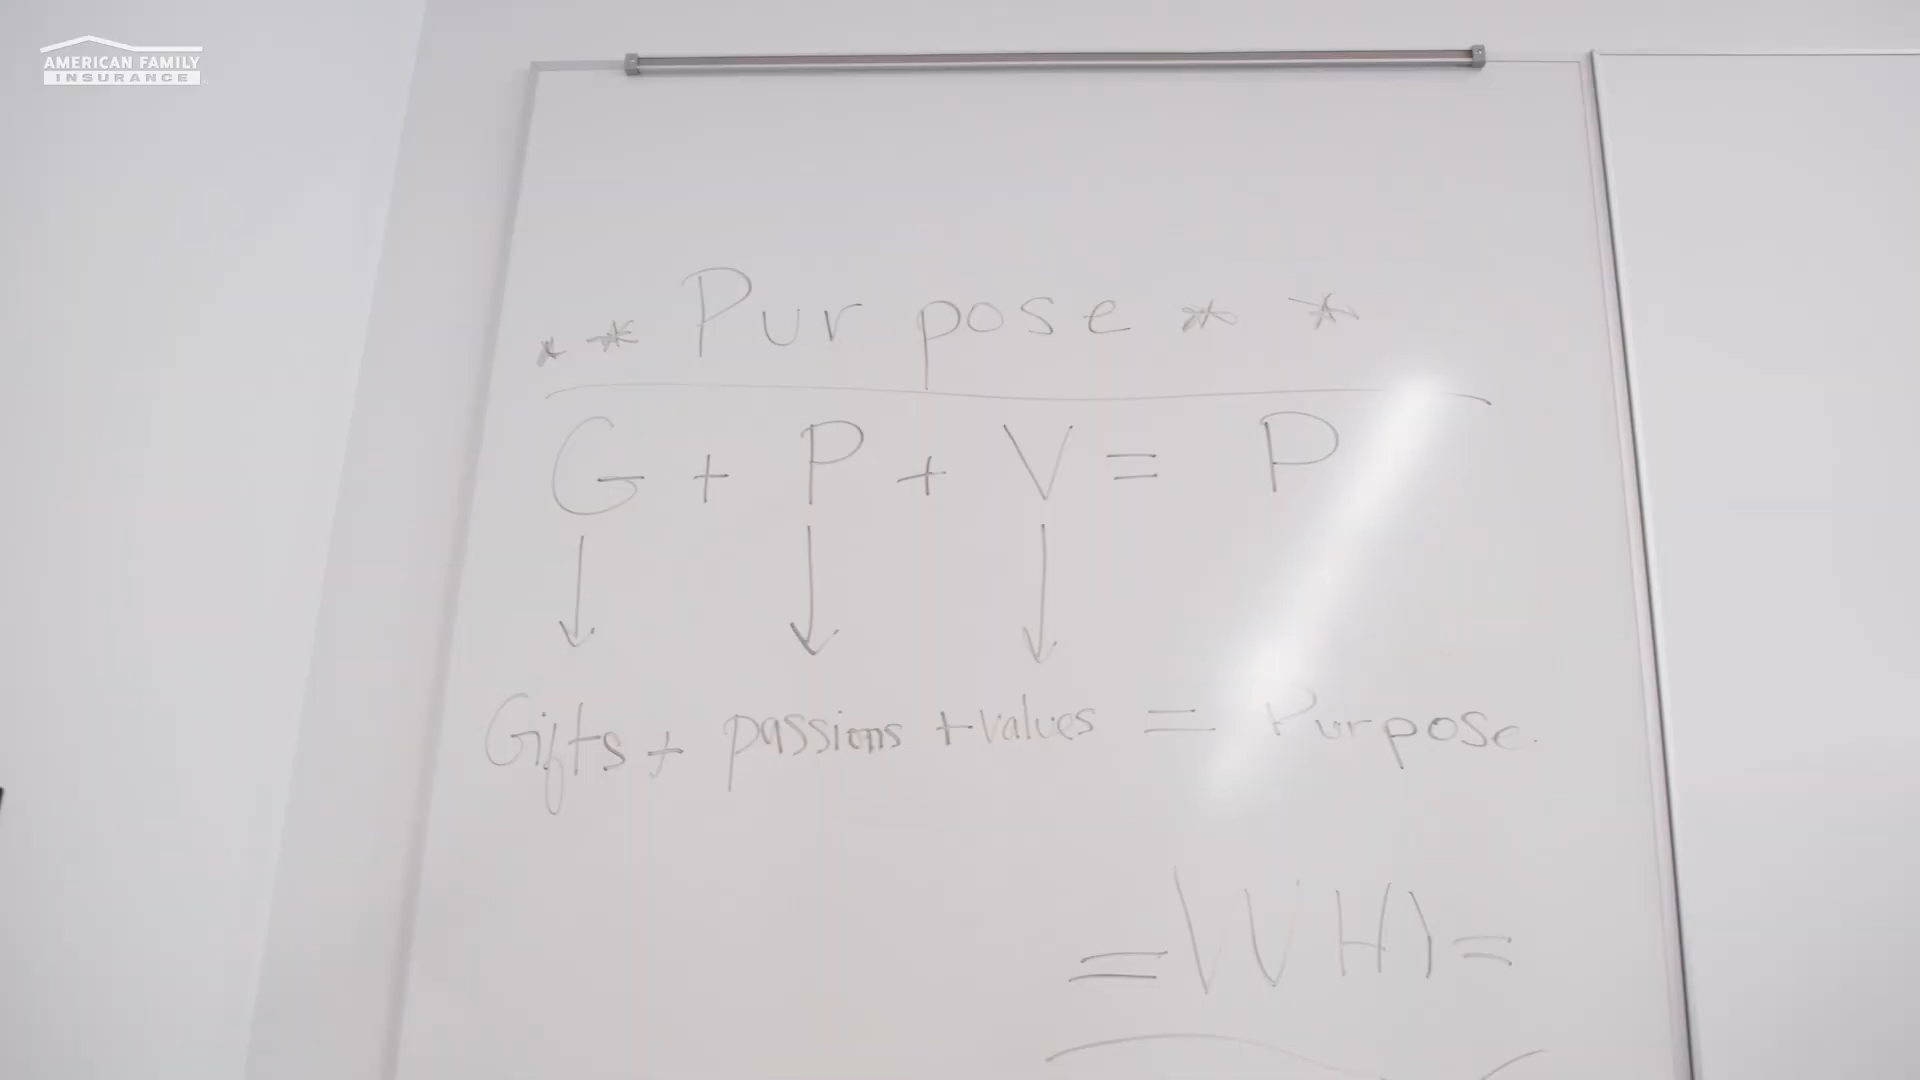 AMERICAN FAMILY
INSURANCE
** Purpose **
G + P + V = P
Gifts + passions + values = Purpose.
= WHY =